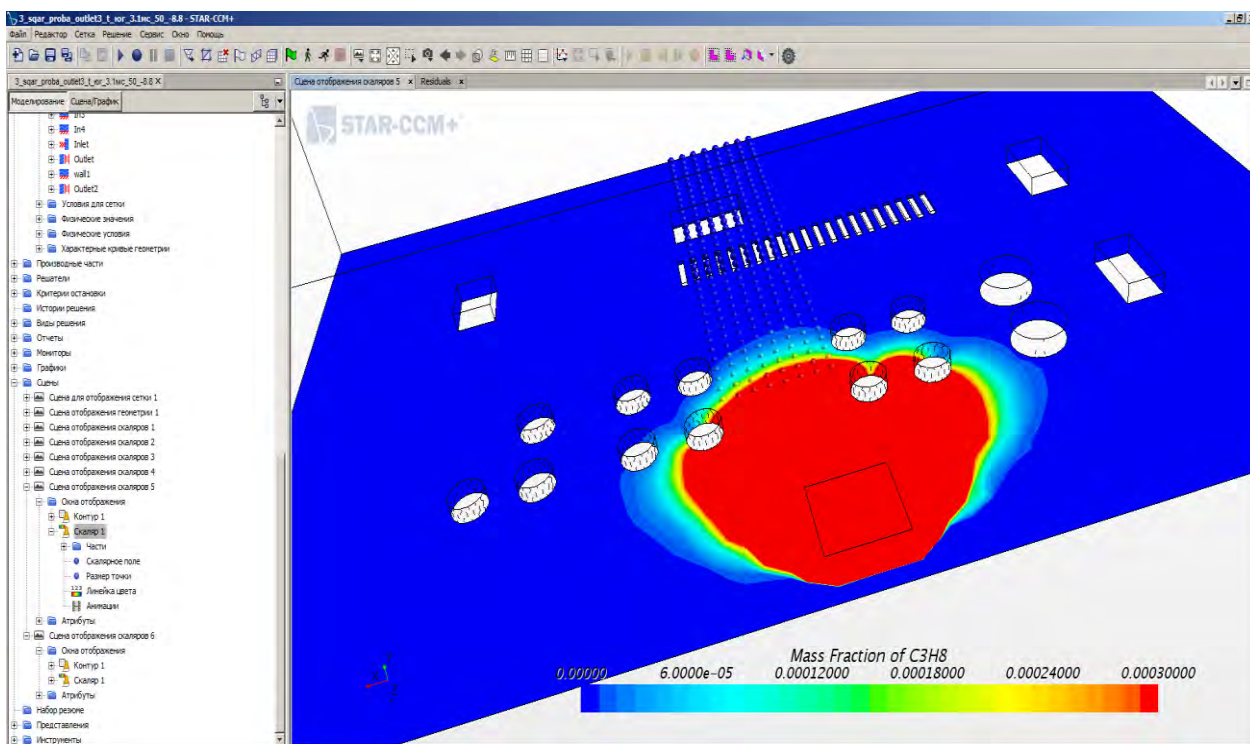 3_sqar_proba_outlet3_t_юг_3.1мс_50_-8.8 - STAR-CCM+
Файл Редактор Сетка Решение Сервис Окно Помощь
3_sqar_proba_outlet3_t_юг_3.1мс_50_-8.8 X
Сцена отображения скаляров 5 x Residuals x
Моделирование Сцена/График
STAR-CCM+
In3
In4
Inlet
Outlet
wall1
Outlet2
Условия для сетки
Физические значения
Физические условия
Характерные кривые геометрии
Производные части
Решатели
Критерии остановки
Истории решения
Виды решения
Отчеты
Мониторы
Графики
Сцены
Сцена для отображения сетки 1
Сцена отображения геометрии 1
Сцена отображения скаляров 1
Сцена отображения скаляров 2
Сцена отображения скаляров 3
Сцена отображения скаляров 4
Сцена отображения скаляров 5
Окна отображения
Контур 1
Скаляр 1
Части
Скалярное поле
Размер точки
Линейка цвета
Анимации
Атрибуты
Сцена отображения скаляров 6
Окна отображения
Контур 1
Скаляр 1
Атрибуты
Набор резюме
Представления
Инструменты
Mass Fraction of C3H8
0.00000 6.0000e-05 0.00012000 0.00018000 0.00024000 0.00030000